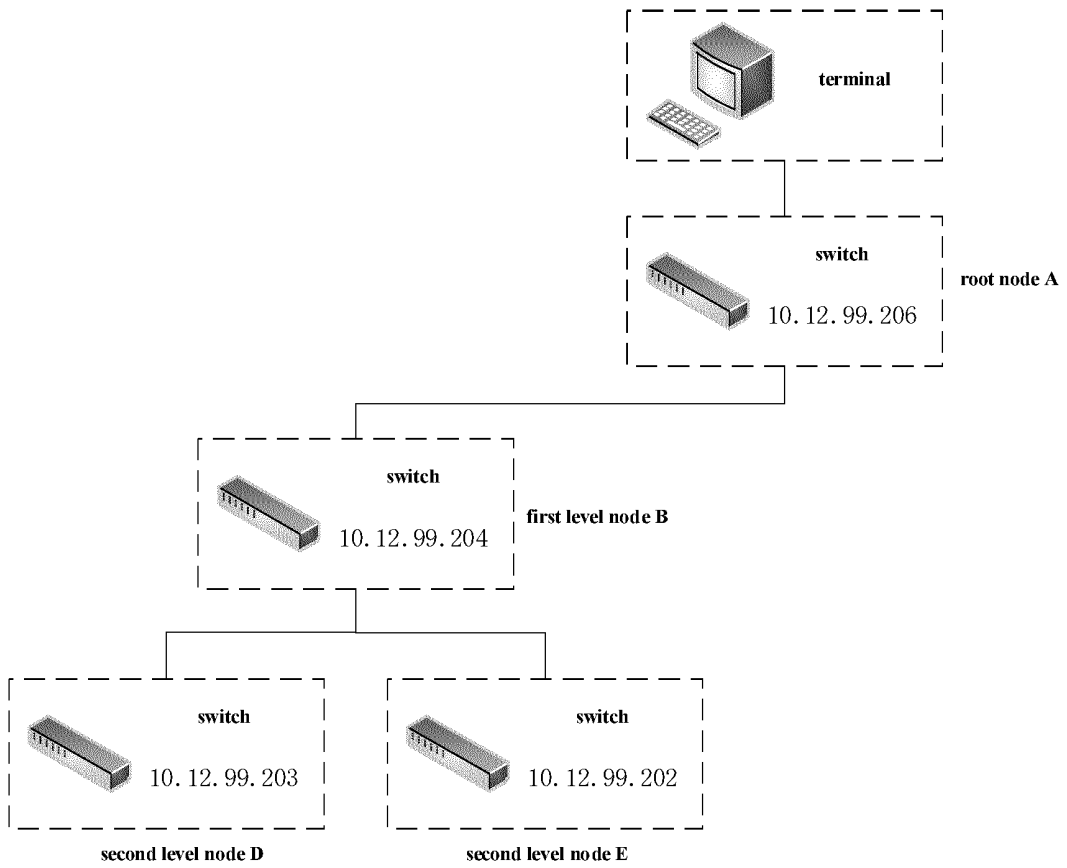 terminal
switch
root node A
10.12.99.206
switch
first level node B
10.12.99.204
switch
10.12.99.203
second level node D
switch
10.12.99.202
second level node E